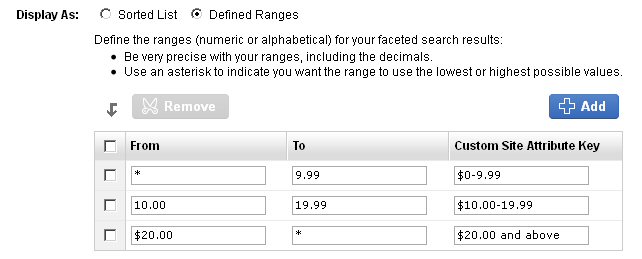 Display As: Sorted List Defined Ranges
Define the ranges (numeric or alphabetical) for your faceted search results:
• Be very precise with your ranges, including the decimals.
• Use an asterisk to indicate you want the range to use the lowest or highest possible values.
Remove Add
From To Custom Site Attribute Key
* 9.99 $0-9.99
10.00 19.99 $10.00-19.99
$20.00 * $20.00 and above